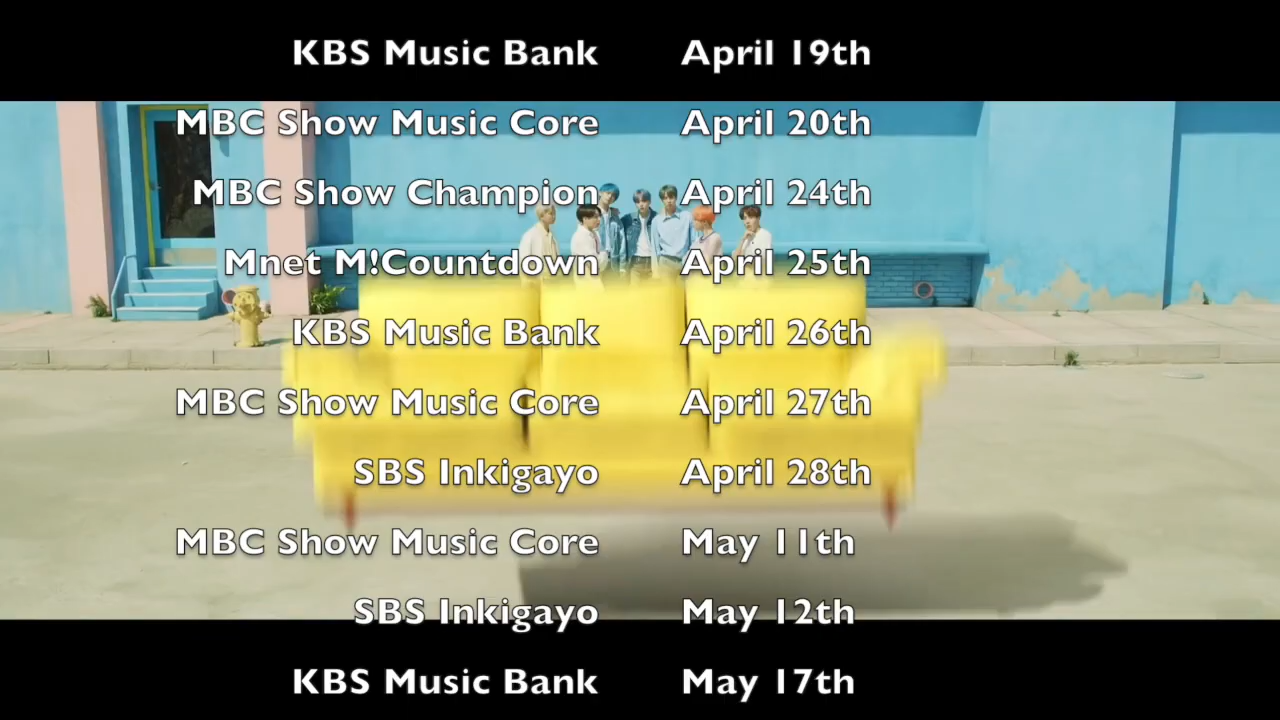 KBS Music Bank April 19th
MBC Show Music Core April 20th
MBC Show Champion April 24th
Mnet M!Countdown April 25th
KBS Music Bank April 26th
MBC Show Music Core April 27th
SBS Inkigayo April 28th
MBC Show Music Core May 11th
SBS Inkigayo May 12th
KBS Music Bank May 17th